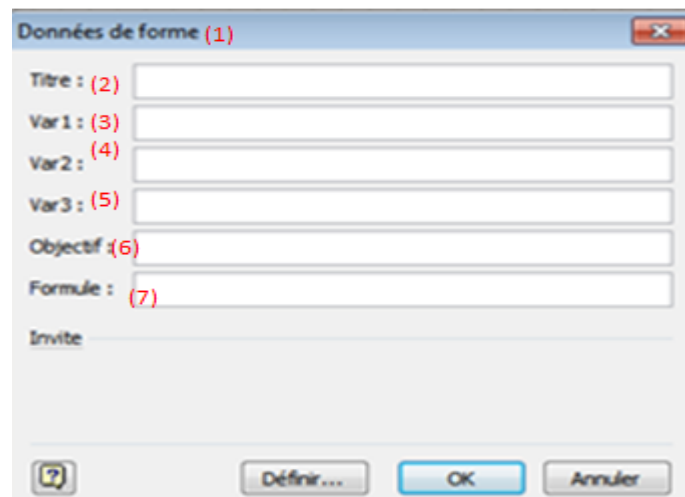 Données de forme (1)
Titre : (2)
Var1 : (3)
(4)
Var2 :
Var3 : (5)
Objectif : (6)
Formule : (7)
Invite
Définir... OK Annuler